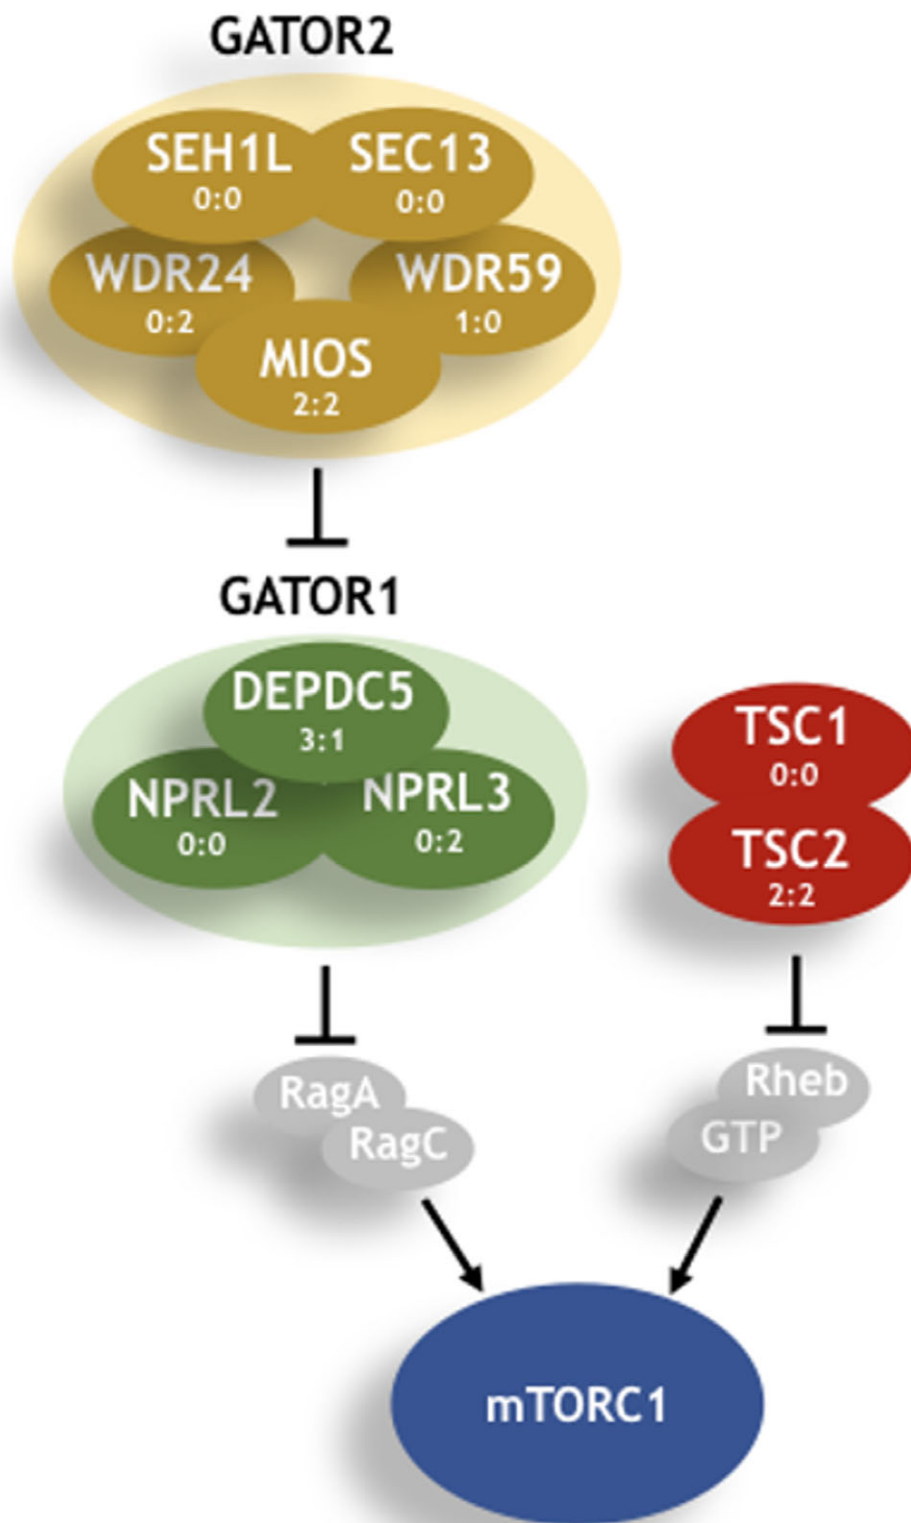 GATOR2
SEH1L SEC13
0:0 0:0
WDR24 WDR59
0:2 1:0
MIOS
2:2
GATOR1
DEPDC5
3:1
NPRL2 NPRL3
0:0 0:2
TSC1
0:0
TSC2
2:2
RagA
RagC
Rheb
GTP
mTORC1